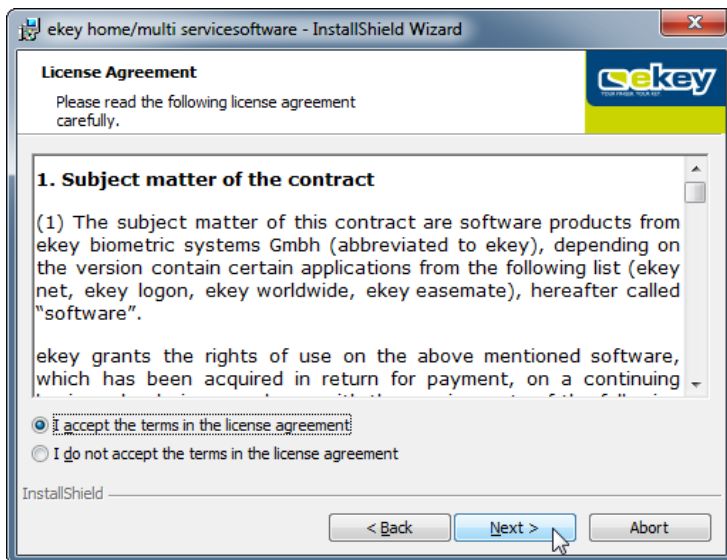 ekey home/multi servicesoftware - InstallShield Wizard
License Agreement
Please read the following license agreement
carefully.
ekey
YOUR FINGER. YOUR KEY.
1. Subject matter of the contract
(1) The subject matter of this contract are software products from
ekey biometric systems Gmbh (abbreviated to ekey), depending on
the version contain certain applications from the following list (ekey
net, ekey logon, ekey worldwide, ekey easemate), hereafter called
"software".
ekey grants the rights of use on the above mentioned software,
which has been acquired in return for payment, on a continuing
I accept the terms in the license agreement
I do not accept the terms in the license agreement
InstallShield
< Back
Next >
Abort